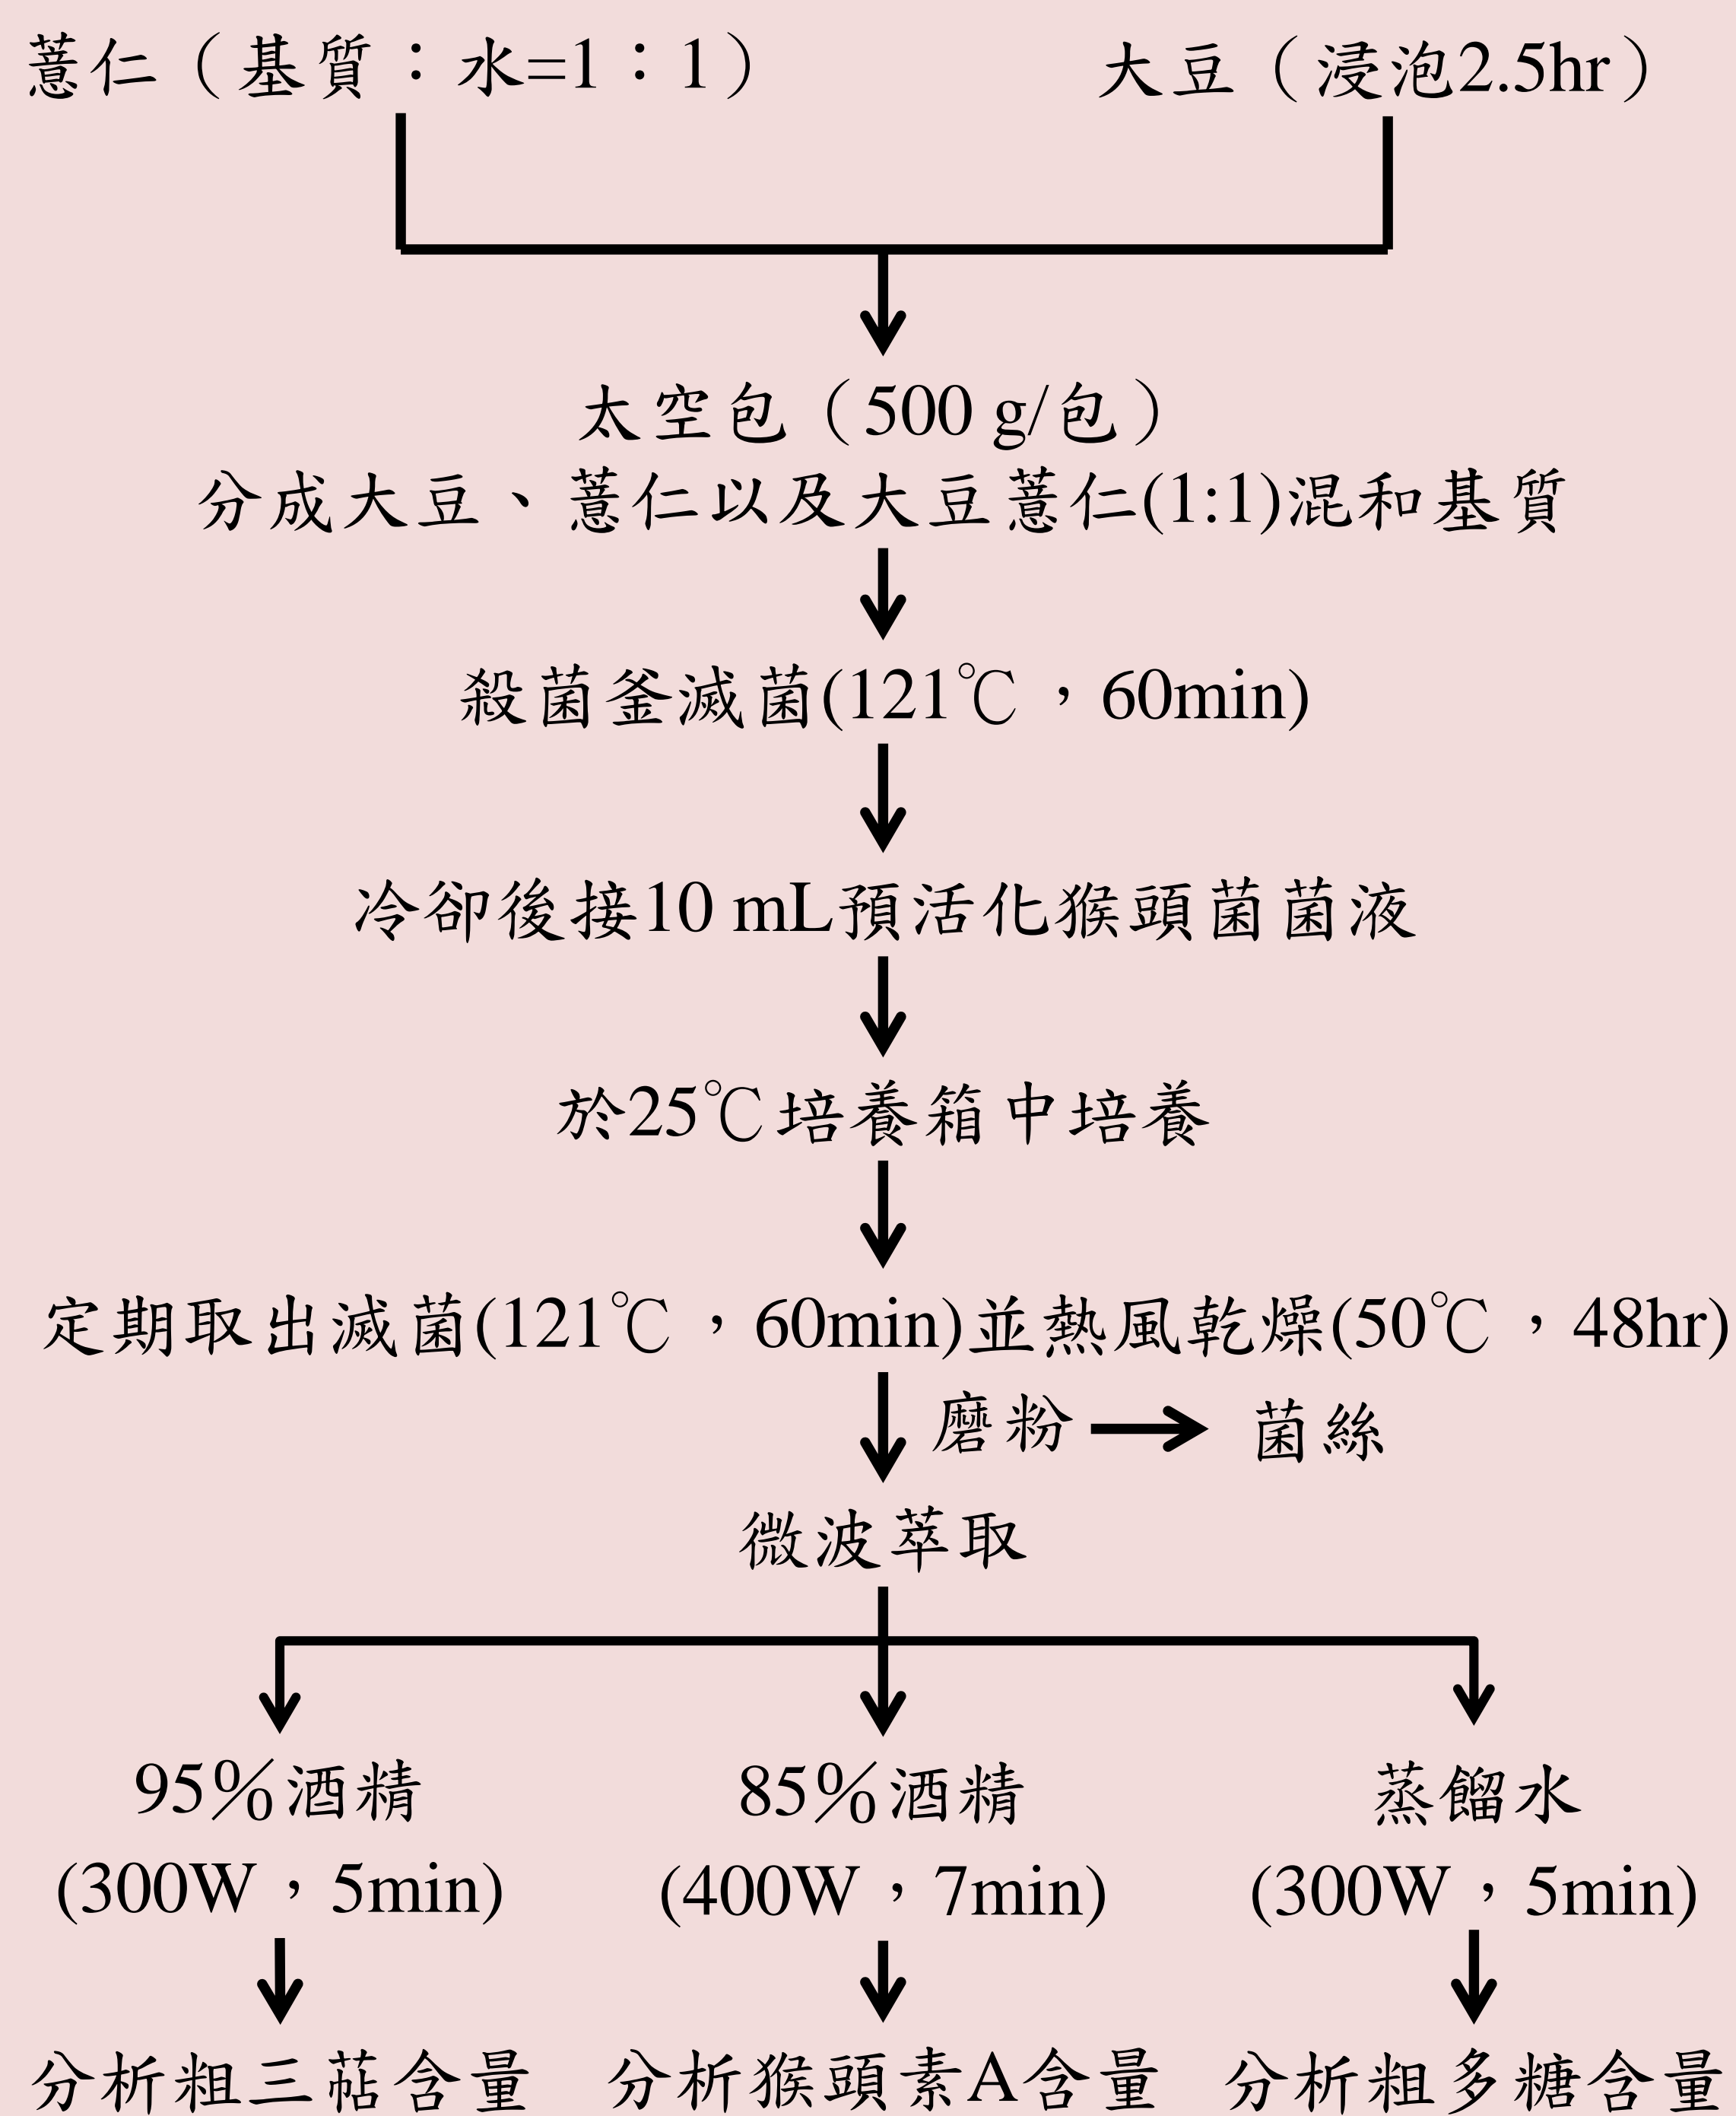 薏仁（基質：水=1：1）
大豆（浸泡2.5hr）
太空包（500 g/包）
分成大豆、薏仁以及大豆薏仁(1:1)混和基質
殺菌釜滅菌(121℃，60min)
冷卻後接10 mL預活化猴頭菌菌液
於25℃培養箱中培養
定期取出滅菌(121℃，60min)並熱風乾燥(50℃，48hr)
磨粉
菌絲
微波萃取
95%酒精
(300W，5min)
85%酒精
(400W，7min)
蒸餾水
(300W，5min)
分析粗三萜含量
分析猴頭素A含量
分析粗多糖含量